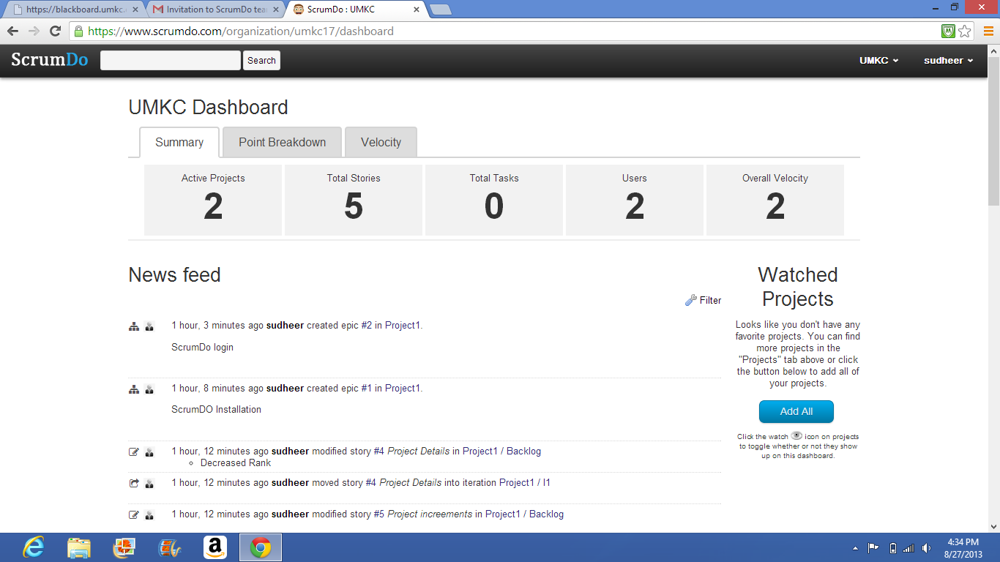 https://blackboard.umkc.
Invitation to ScrumDo tea
ScrumDo : UMKC
https://www.scrumdo.com/organization/umkc17/dashboard
ScrumDo
Search
UMKC
sudheer
UMKC Dashboard
Summary
Point Breakdown
Velocity
Active Projects
2
Total Stories
5
Total Tasks
0
Users
2
Overall Velocity
2
News feed
Filter
1 hour, 3 minutes ago sudheer created epic #2 in Project1.
ScrumDo login
1 hour, 8 minutes ago sudheer created epic #1 in Project1.
ScrumDO Installation
1 hour, 12 minutes ago sudheer modified story #4 Project Details in Project1 / Backlog
Decreased Rank
1 hour, 12 minutes ago sudheer moved story #4 Project Details into iteration Project1 / I1
1 hour, 12 minutes ago sudheer modified story #5 Project increements in Project1 / Backlog
Watched
Projects
Looks like you don't have any
favorite projects. You can find
more projects in the
"Projects" tab above or click
the button below to add all of
your projects.
Add All
Click the watch icon on projects
to toggle whether or not they show
up on this dashboard.
4:34 PM
8/27/2013